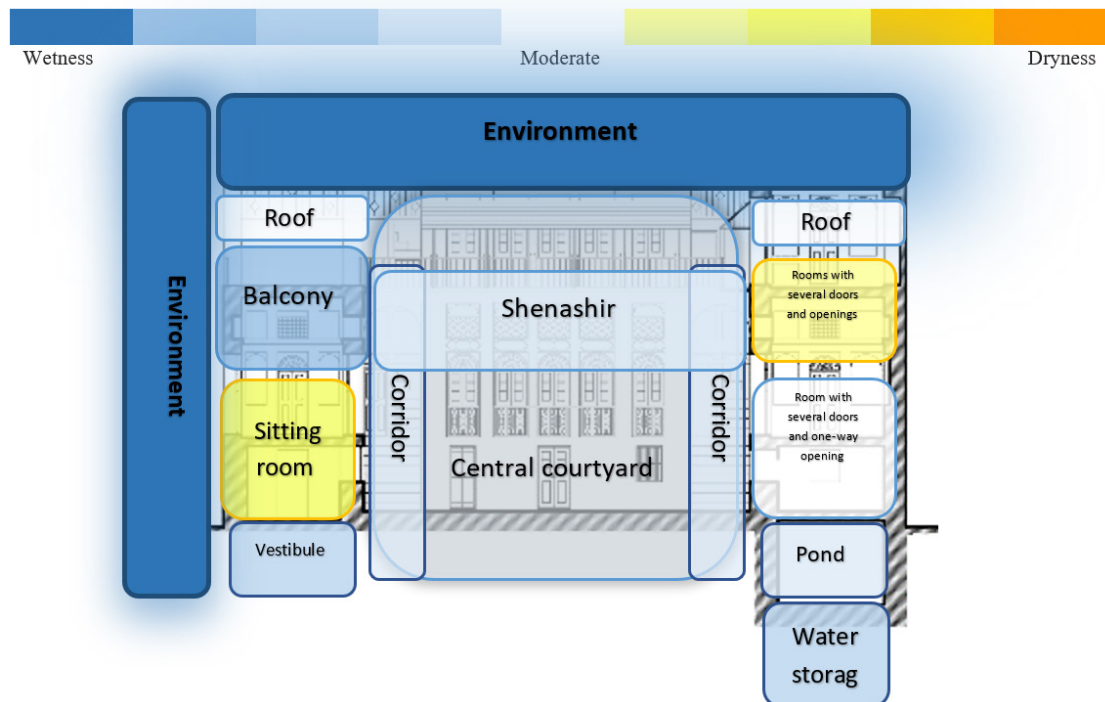 Wetness
Moderate
Dryness
Environment
Environment
Roof
Balcony
Sitting
room
Vestibule
Corridor
Shenashir
Central courtyard
Corridor
Roof
Rooms with
several doors
and openings
Room with
several doors
and one-way
opening
Pond
Water
storag